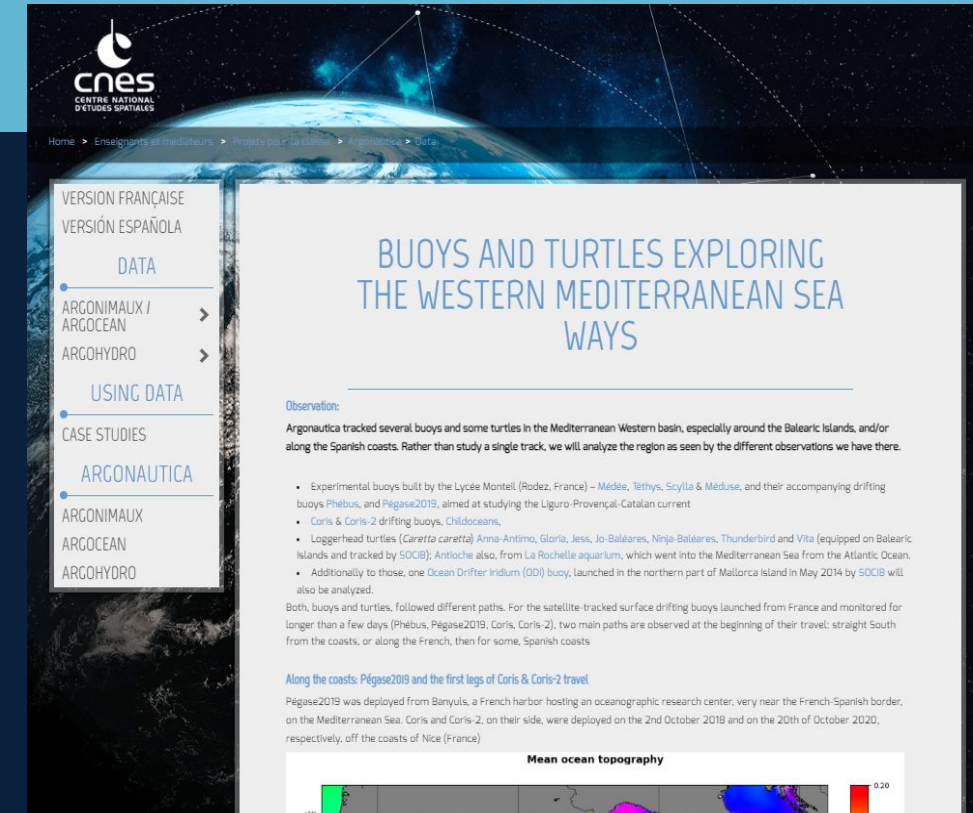 cnes
CENTRE NATIONAL
D'ÉTUDES SPATIALES
Home > Enseignants et médiateurs > Projets pour la classe > Argonautica > Data
VERSION FRANÇAISE
VERSIÓN ESPAÑOLA
DATA
ARGONIMAUX /
ARGOCEAN
ARGOHYDRO
USING DATA
CASE STUDIES
ARGONAUTICA
ARGONIMAUX
ARGOCEAN
ARGOHYDRO
BUOYS AND TURTLES EXPLORING
THE WESTERN MEDITERRANEAN SEA
WAYS
Observation:
Argonautica tracked several buoys and some turtles in the Mediterranean Western basin, especially around the Balearic Islands, and/or
along the Spanish coasts. Rather than study a single track, we will analyze the region as seen by the different observations we have there.
• Experimental buoys built by the Lycée Monteil (Rodez, France) – Médée, Téthys, Scylla & Méduse, and their accompanying drifting
buoys Phébus, and Pégase2019, aimed at studying the Liguro-Provençal-Catalan current
• Coris & Coris-2 drifting buoys, Childoceans,
• Loggerhead turtles (Caretta caretta) Anna-Antimo, Gloria, Jess, Jo-Baléares, Ninja-Baléares, Thunderbird and Vita (equipped on Balearic
Islands and tracked by SOCIB); Antioche also, from La Rochelle aquarium, which went into the Mediterranean Sea from the Atlantic Ocean.
• Additionally to those, one Ocean Drifter Iridium (ODI) buoy, launched in the northern part of Mallorca Island in May 2014 by SOCIB will
also be analyzed.
Both, buoys and turtles, followed different paths. For the satellite-tracked surface drifting buoys launched from France and monitored for
longer than a few days (Phébus, Pégase2019, Coris, Coris-2), two main paths are observed at the beginning of their travel: straight South
from the coasts, or along the French, then for some, Spanish coasts
Along the coasts: Pégase2019 and the first legs of Coris & Coris-2 travel
Pégase2019 was deployed from Banyuls, a French harbor hosting an oceanographic research center, very near the French-Spanish border,
on the Mediterranean Sea. Coris and Coris-2, on their side, were deployed on the 2nd October 2018 and on the 20th of October 2020,
respectively, off the coasts of Nice (France)
Mean ocean topography
0.20